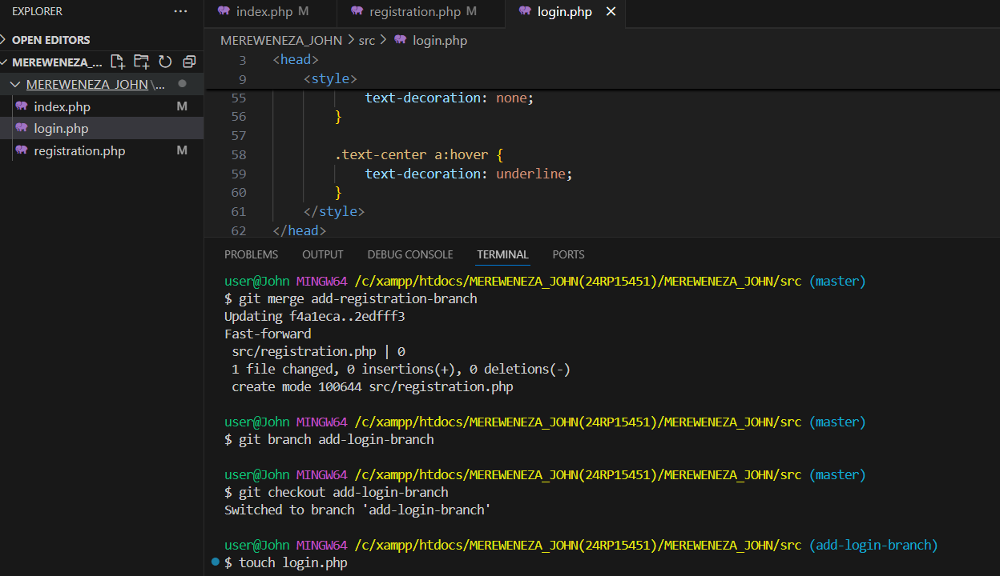 EXPLORER ...
OPEN EDITORS
MEREWENEZA_...
MEREWENEZA_JOHN\...
index.php M
login.php
registration.php M
index.php M
registration.php M
login.php
MEREWENEZA_JOHN > src > login.php
3 <head>
9 <style>
55 text-decoration: none;
56 }
57
58 .text-center a:hover {
59 text-decoration: underline;
60 }
61 </style>
62 </head>
PROBLEMS OUTPUT DEBUG CONSOLE TERMINAL PORTS
user@John MINGW64 /c/xampp/htdocs/MEREWENEZA_JOHN(24RP15451)/MEREWENEZA_JOHN/src (master)
$ git merge add-registration-branch
Updating f4a1eca..2edfff3
Fast-forward
src/registration.php | 0
1 file changed, 0 insertions(+), 0 deletions(-)
create mode 100644 src/registration.php
user@John MINGW64 /c/xampp/htdocs/MEREWENEZA_JOHN(24RP15451)/MEREWENEZA_JOHN/src (master)
$ git branch add-login-branch
user@John MINGW64 /c/xampp/htdocs/MEREWENEZA_JOHN(24RP15451)/MEREWENEZA_JOHN/src (master)
$ git checkout add-login-branch
Switched to branch 'add-login-branch'
user@John MINGW64 /c/xampp/htdocs/MEREWENEZA_JOHN(24RP15451)/MEREWENEZA_JOHN/src (add-login-branch)
$ touch login.php